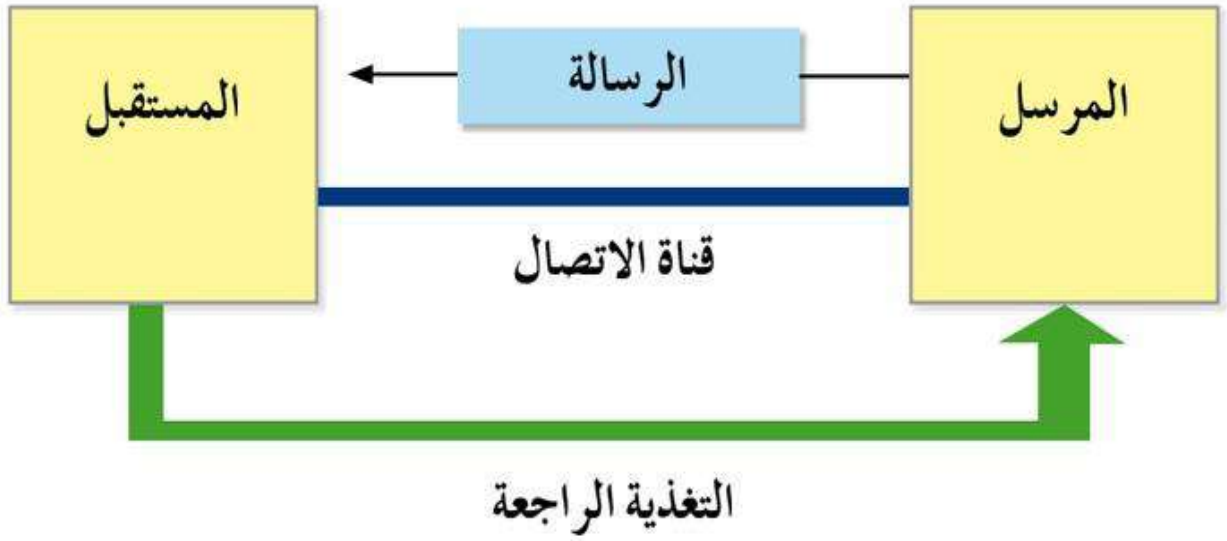 المرسل
الرسالة
المستقبل
قناة الاتصال
التغذية الراجعة